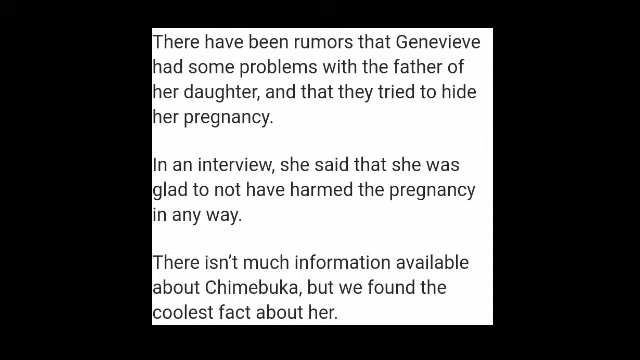 There have been rumors that Genevieve
had some problems with the father of
her daughter, and that they tried to hide
her pregnancy.
In an interview, she said that she was
glad to not have harmed the pregnancy
in any way.
There isn’t much information available
about Chimebuka, but we found the
coolest fact about her.